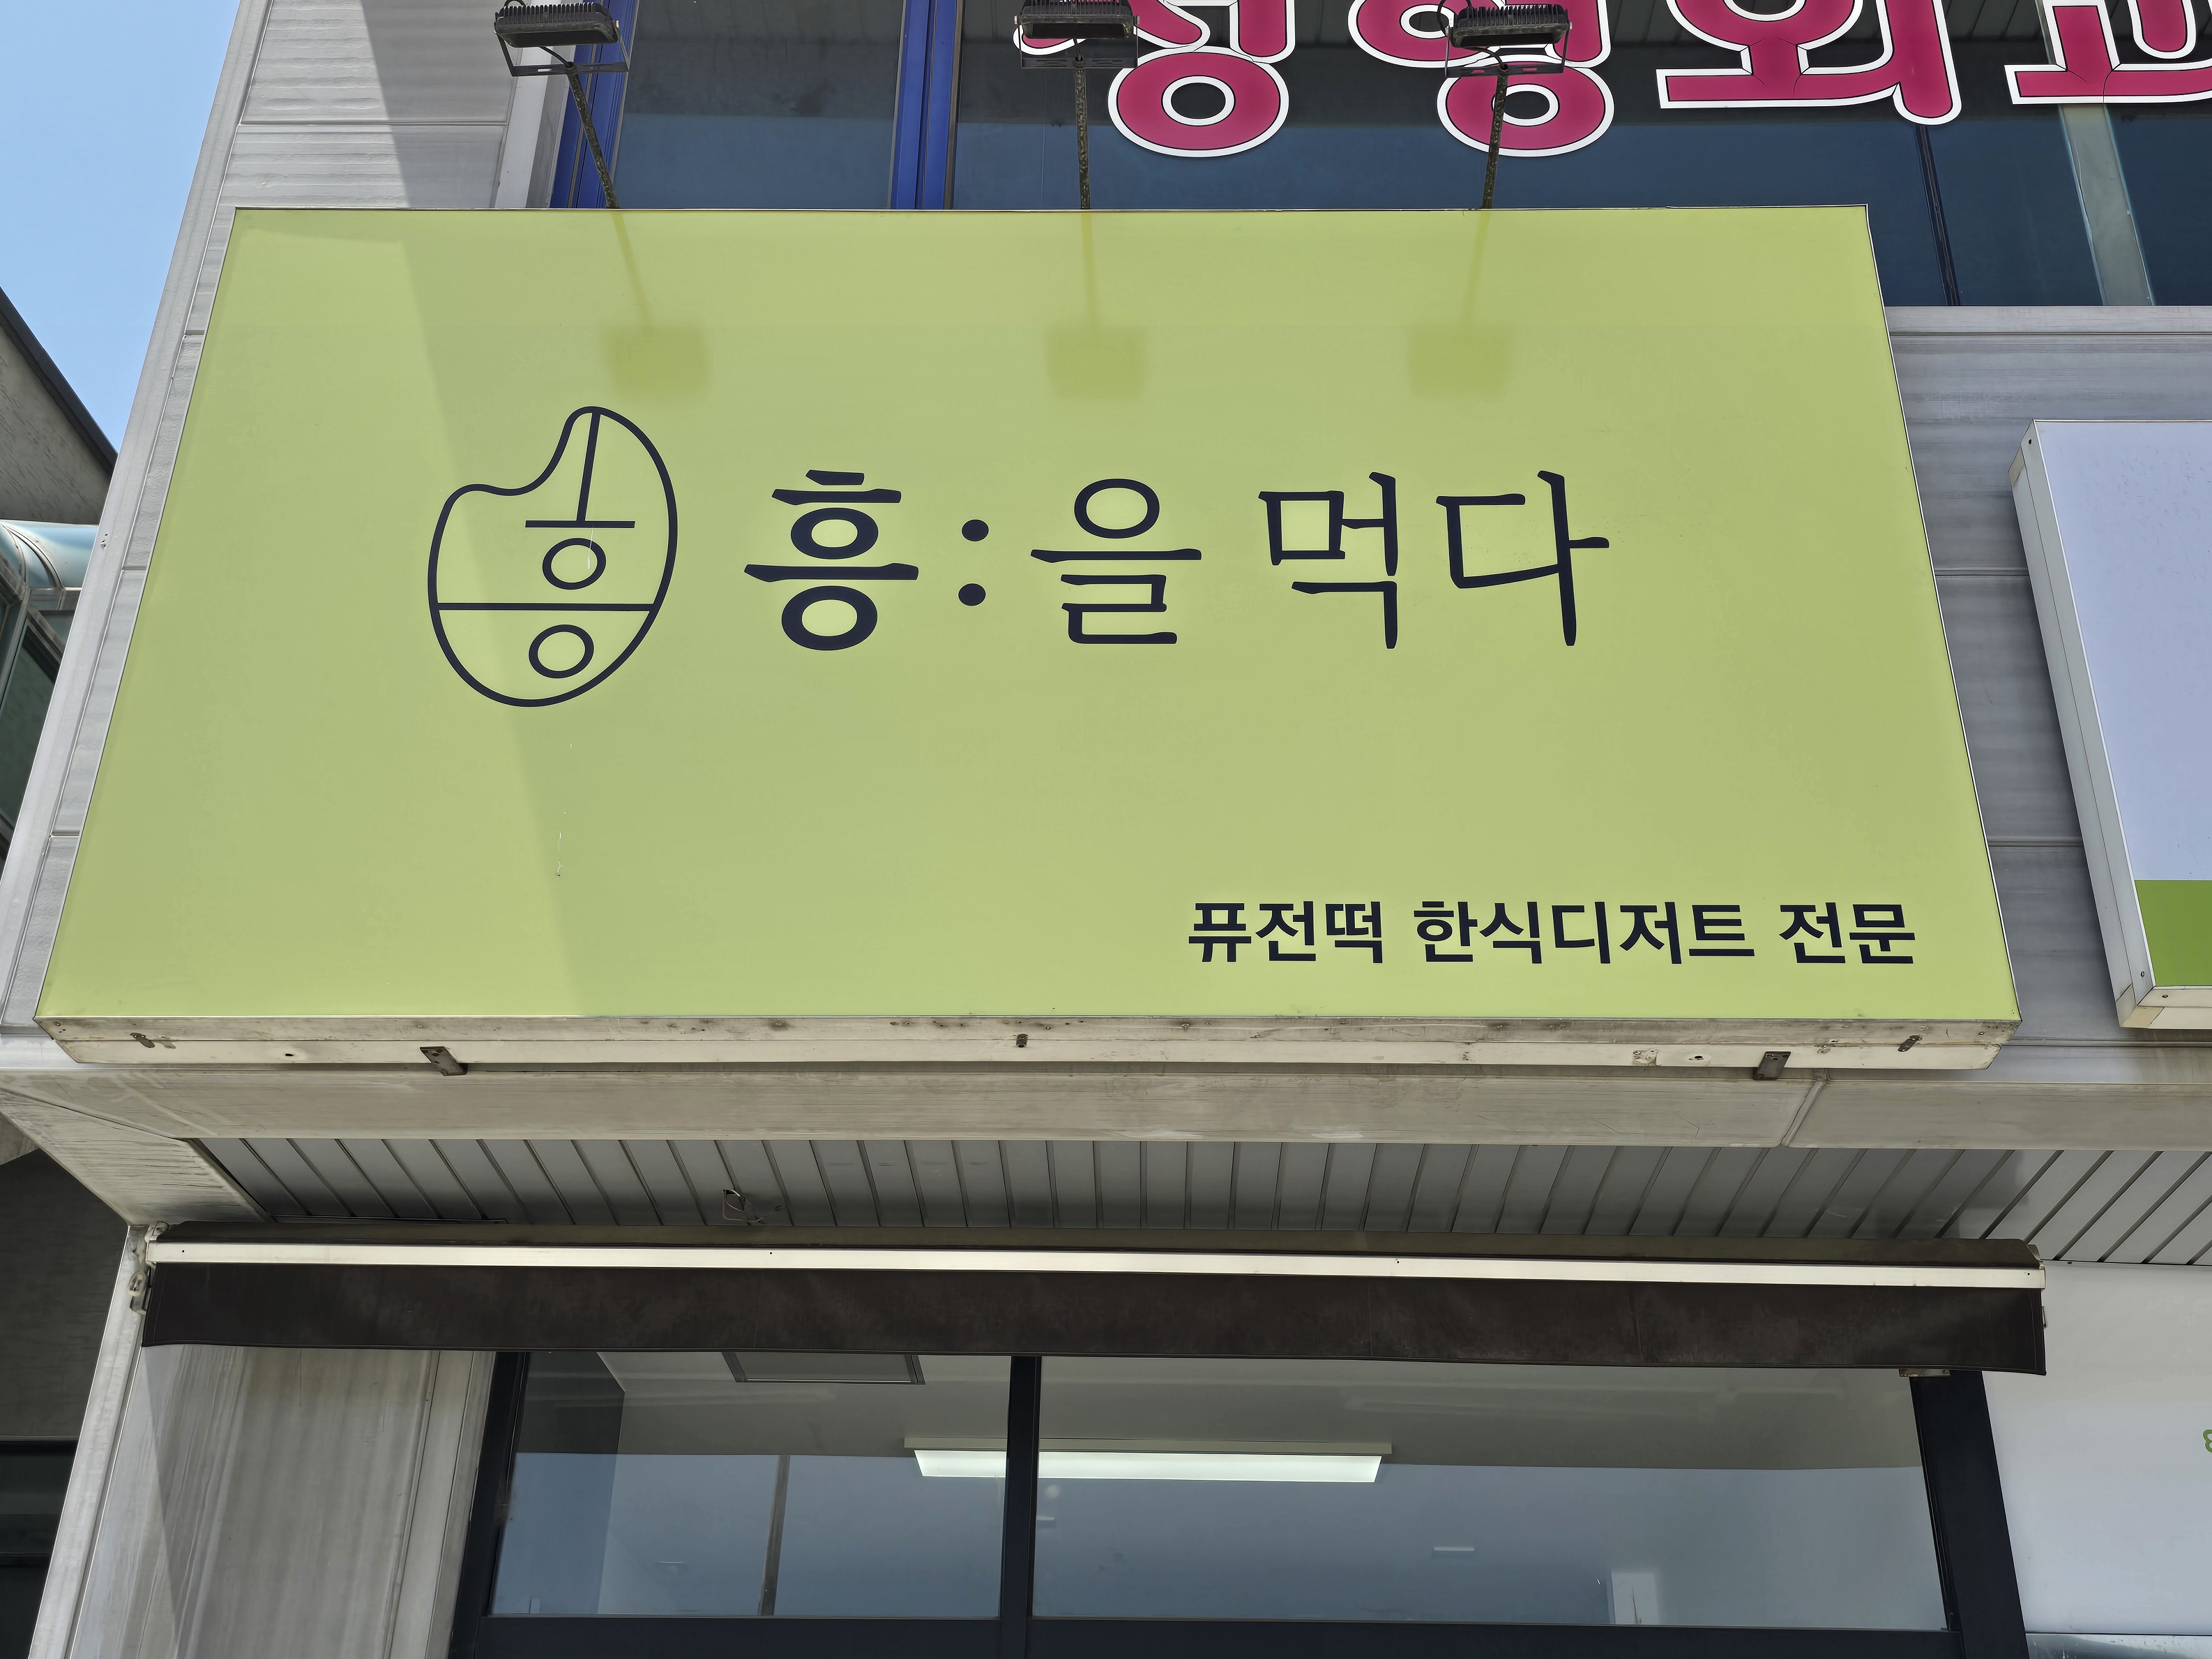 흥:을 먹다
퓨전떡 한식디저트 전문